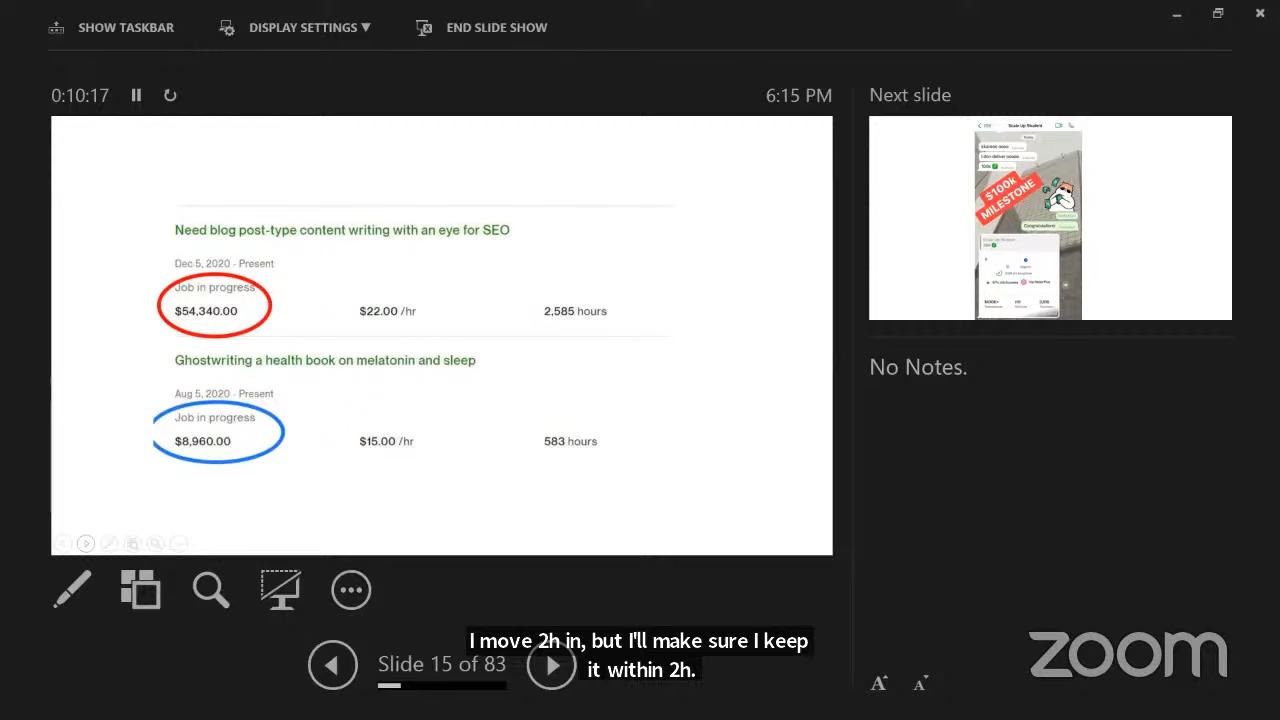 SHOW TASKBAR
DISPLAY SETTINGS ▼
END SLIDE SHOW
0:10:17
6:15 PM
Next slide
Need blog post-type content writing with an eye for SEO
Dec 5, 2020 - Present
Job in progress
$54,340.00
$22.00 /hr
2,585 hours
Ghostwriting a health book on melatonin and sleep
Aug 5, 2020 - Present
Job in progress
$8,960.00
$15.00 /hr
583 hours
Scale Up Student
$100k
MILESTONE
Congratulations!
No Notes.
I move 2h in, but I'll make sure I keep
it within 2h.
Slide 15 of 83
A A
zoom